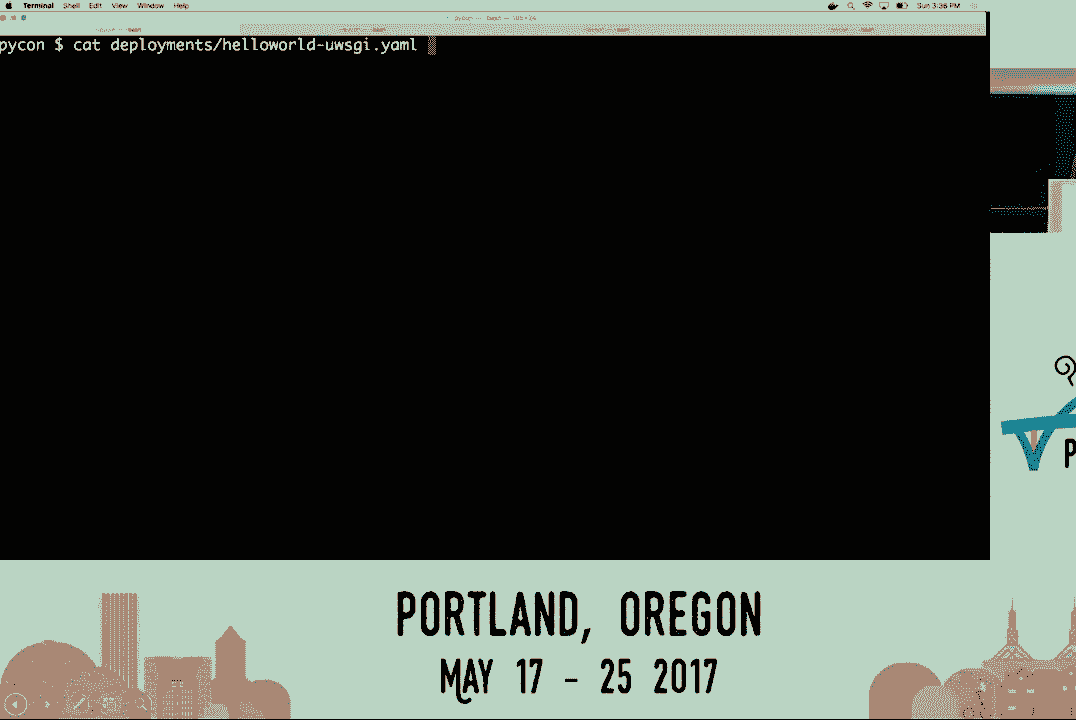 Terminal Shell Edit View Window Help Sun 3:36 PM
pycon $ cat deployments/helloworld-uwsgi.yaml
P
PORTLAND, OREGON
MAY 17 - 25 2017